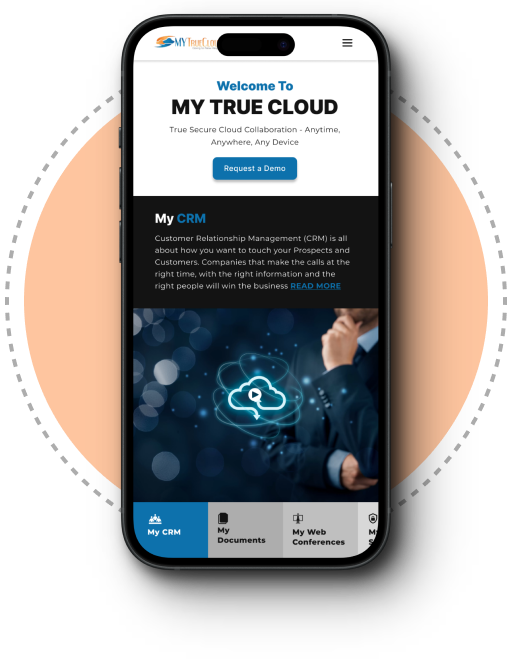 MYTRUECLOU
Welcome To
MY TRUE CLOUD
True Secure Cloud Collaboration - Anytime,
Anywhere, Any Device
Request a Demo
My CRM
Customer Relationship Management (CRM) is all
about how you want to touch your Prospects and
Customers. Companies that make the calls at the
right time, with the right information and the
right people will win the business READ MORE
My CRM
My
Documents
My Web
Conferences